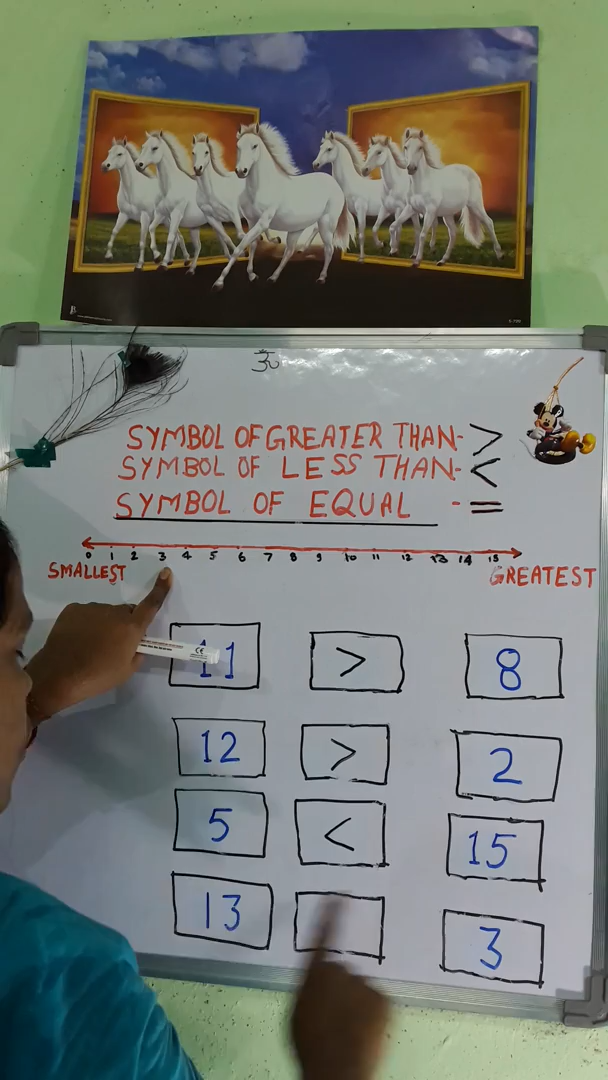 ॐ
SYMBOL OF GREATER THAN- >
SYMBOL OF LESS THAN- <
SYMBOL OF EQUAL - =
0 1 2 3 4 5 6 7 8 9 10 11 12 13 14 15
SMALLEST GREATEST
11 > 8
12 > 2
5 < 15
13 3